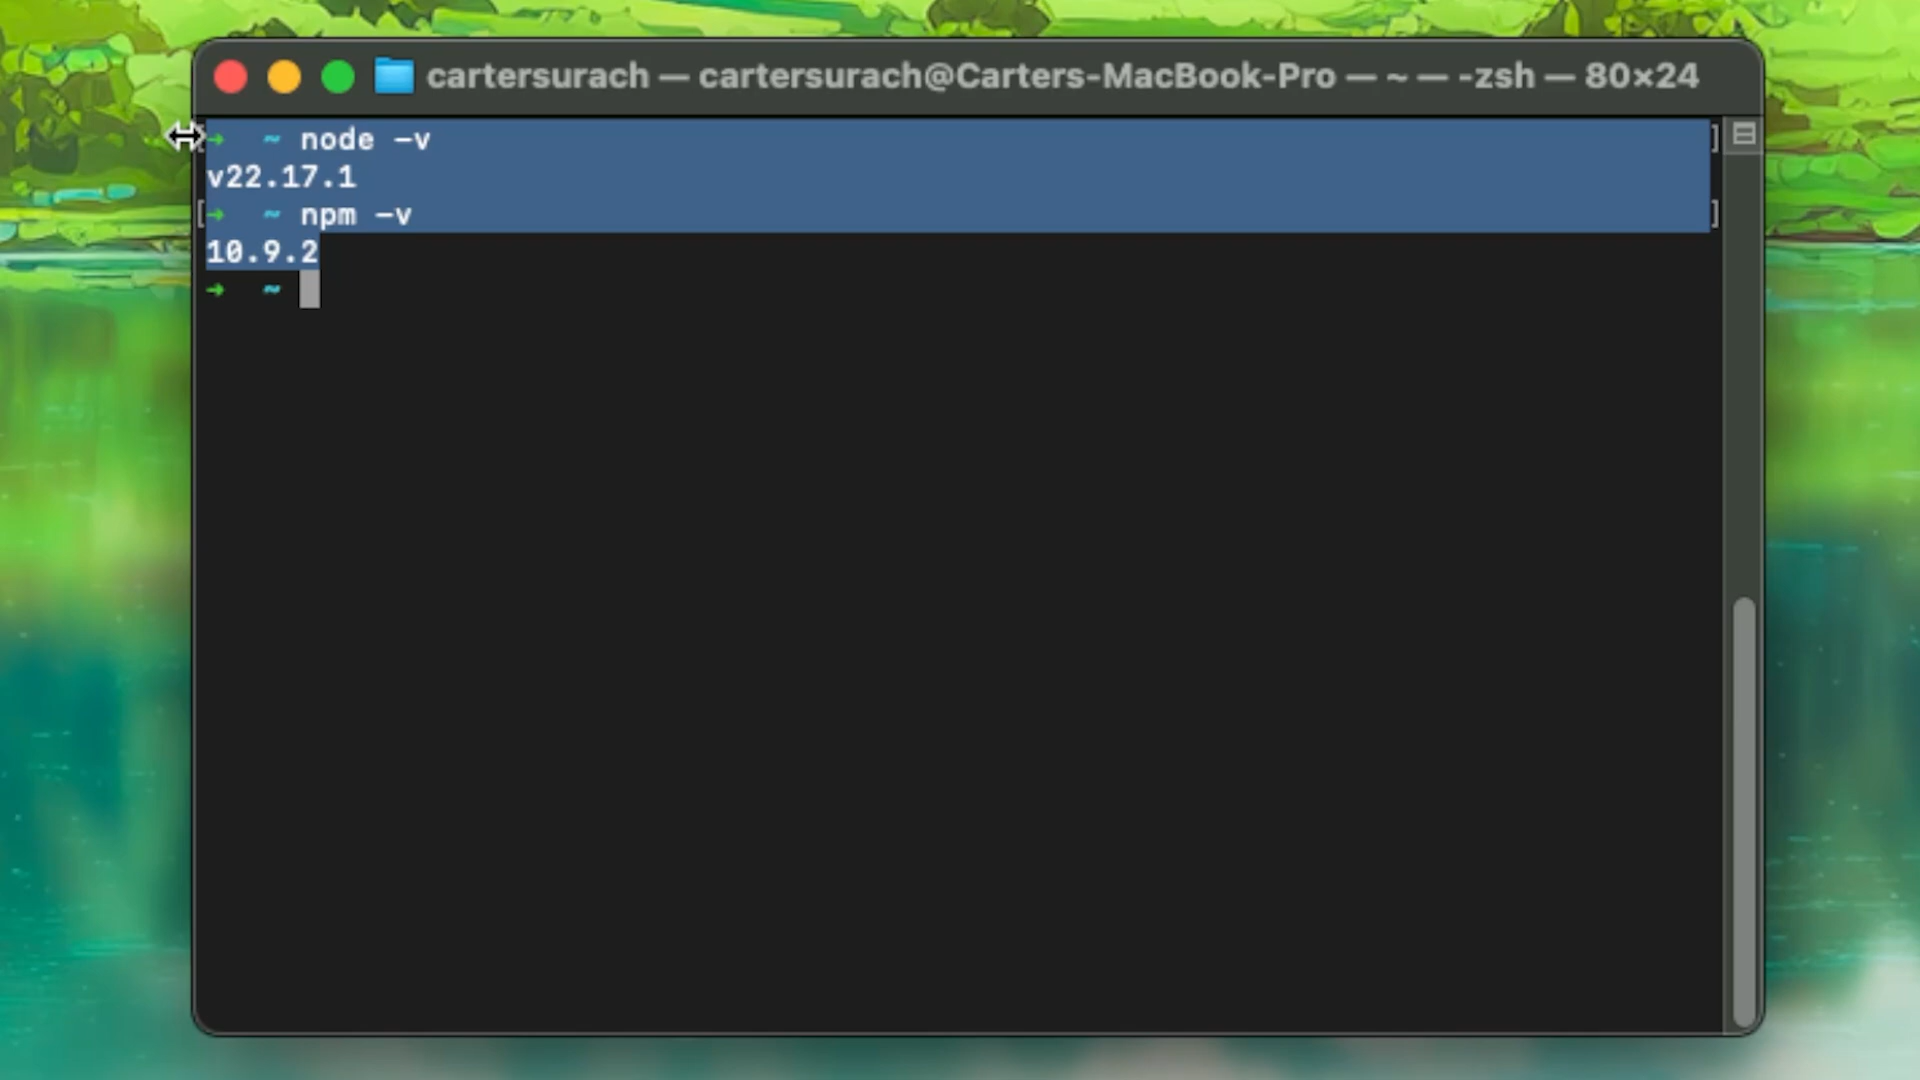 cartersurach — cartersurach@Carters-MacBook-Pro — ~ — -zsh — 80×24
[➜  ~ node -v]
v22.17.1
[➜  ~ npm -v]
10.9.2
➜  ~